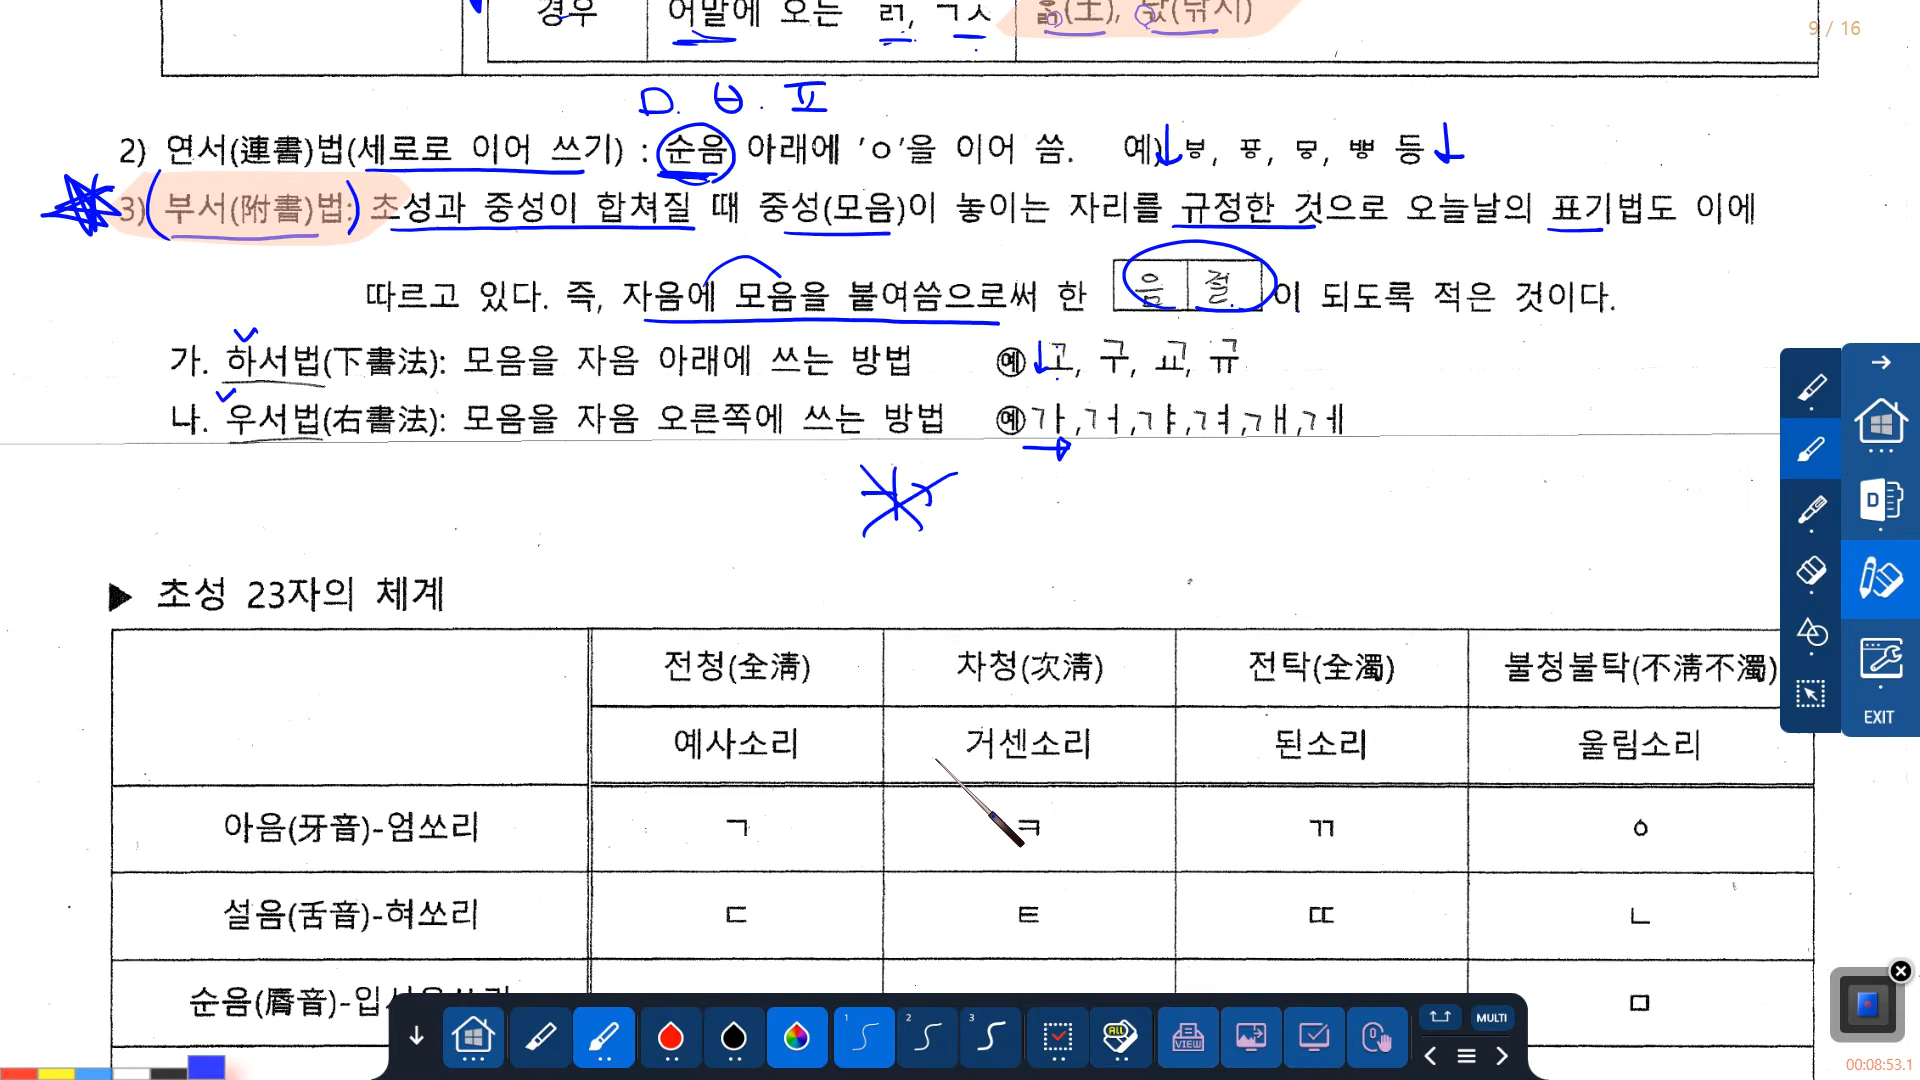 경우 어말에 오는 ㄺ, ㄳ 흙(土), 낛(낚시)
9 / 16
ㅁ. ㅂ. ㅍ
2) 연서(連書)법(세로로 이어 쓰기) : 순음 아래에 'ㅇ'을 이어 씀. 예) ㅸ, ㆄ, ㅱ, ㅹ 등
3) 부서(附書)법: 초성과 중성이 합쳐질 때 중성(모음)이 놓이는 자리를 규정한 것으로 오늘날의 표기법도 이에
따르고 있다. 즉, 자음에 모음을 붙여씀으로써 한 음절이 되도록 적은 것이다.
가. 하서법(下書法): 모음을 자음 아래에 쓰는 방법 예 고, 구, 교, 규
나. 우서법(右書法): 모음을 자음 오른쪽에 쓰는 방법 예 가,거,갸,겨,개,게
▶ 초성 23자의 체계
전청(全淸) 차청(次淸) 전탁(全濁) 불청불탁(不淸不濁)
예사소리 거센소리 된소리 울림소리
아음(牙音)-엄쏘리 ㄱ ㅋ ㄲ ㆁ
설음(舌音)-혀쏘리 ㄷ ㅌ ㄸ ㄴ
순음(脣音)-입 ㅁ
EXIT
1 2 3
ALL
VIEW
MULTI
00:08:53.1